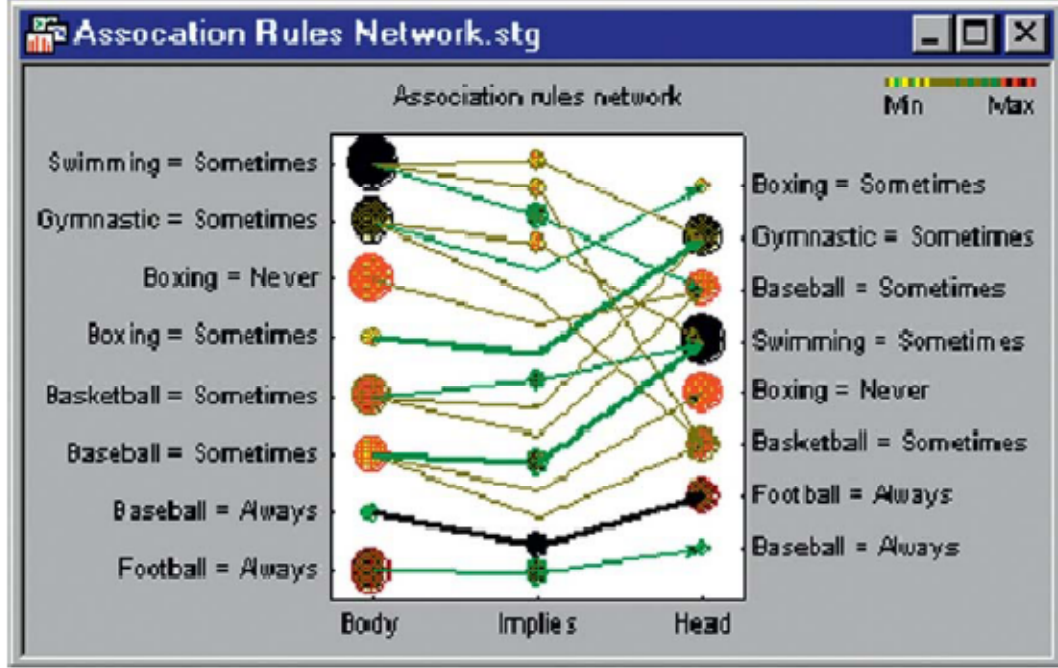 Assocation Rules Network.stg
Association rules network
Min Max
Swimming = Sometimes
Gymnastic = Sometimes
Boxing = Never
Boxing = Sometimes
Basketball = Sometimes
Baseball = Sometimes
Baseball = Always
Football = Always
Boxing = Sometimes
Gymnastic = Sometimes
Baseball = Sometimes
Swimming = Sometimes
Boxing = Never
Basketball = Sometimes
Football = Always
Baseball = Always
Body Implies Head